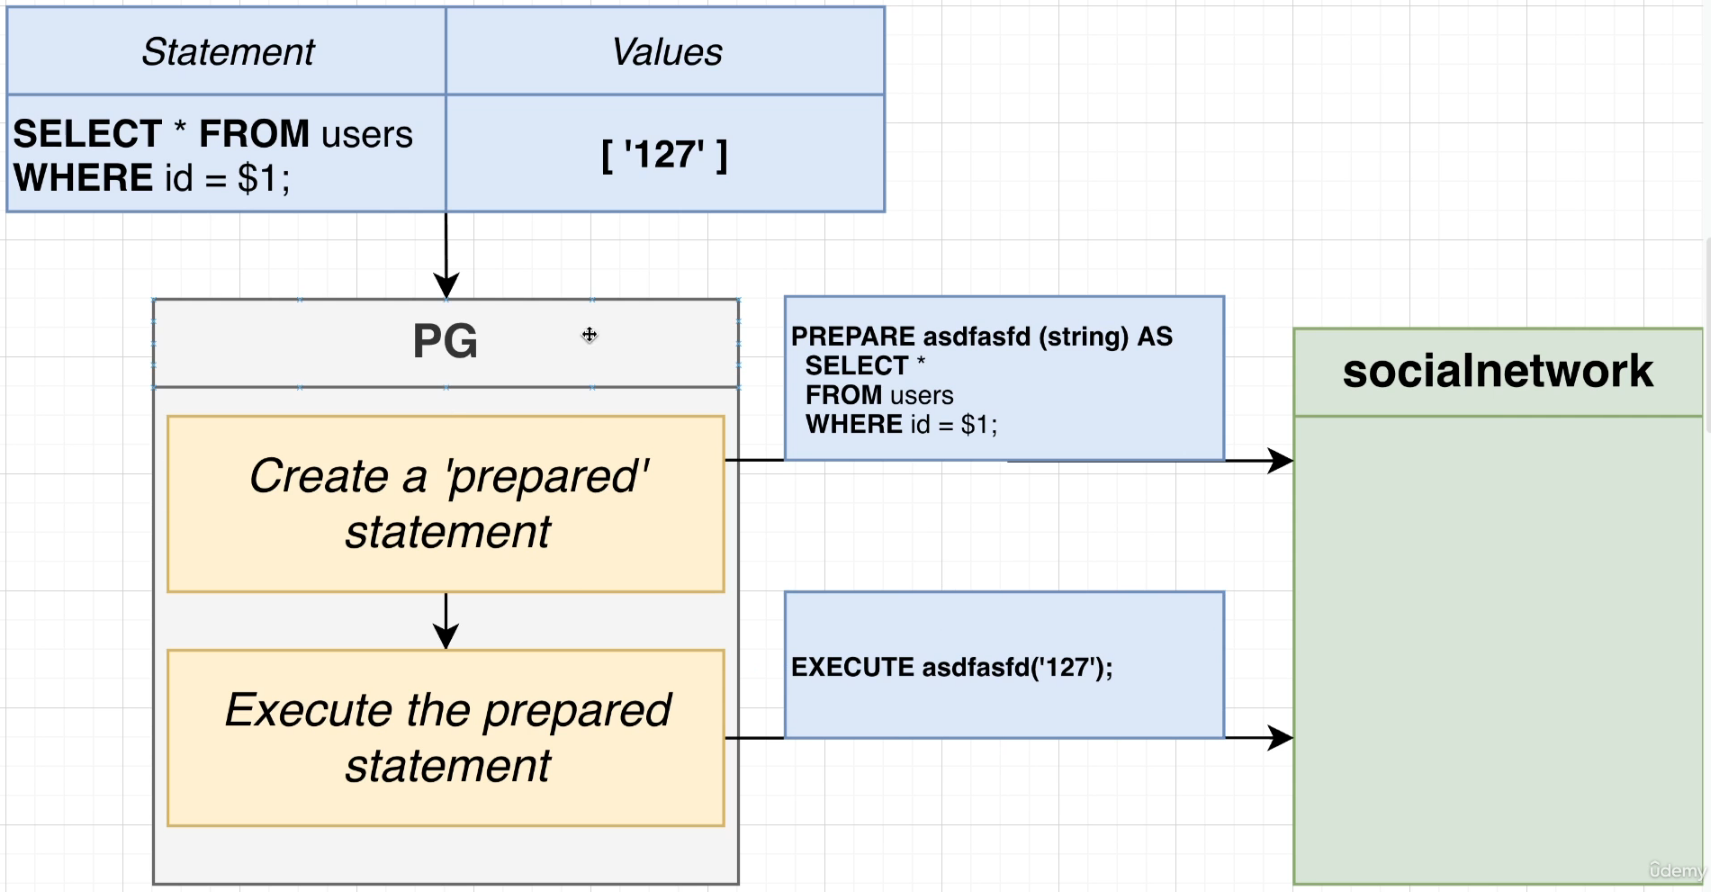 Statement
Values
SELECT * FROM users
WHERE id = $1;
[ '127' ]
PG
Create a 'prepared'
statement
Execute the prepared
statement
PREPARE asdfasfd (string) AS
SELECT *
FROM users
WHERE id = $1;
EXECUTE asdfasfd('127');
socialnetwork
ûdemy